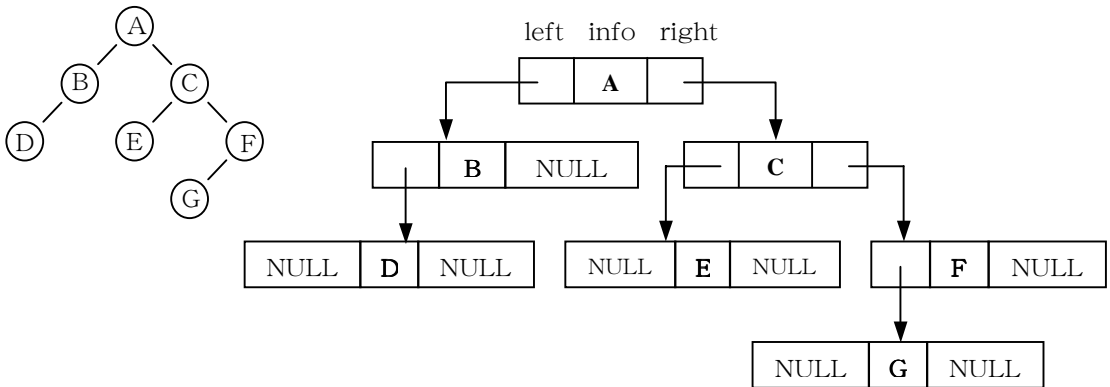 A
left info right
B C
A
D E F
B NULL
C
G
NULL D NULL
NULL E NULL
F NULL
NULL G NULL